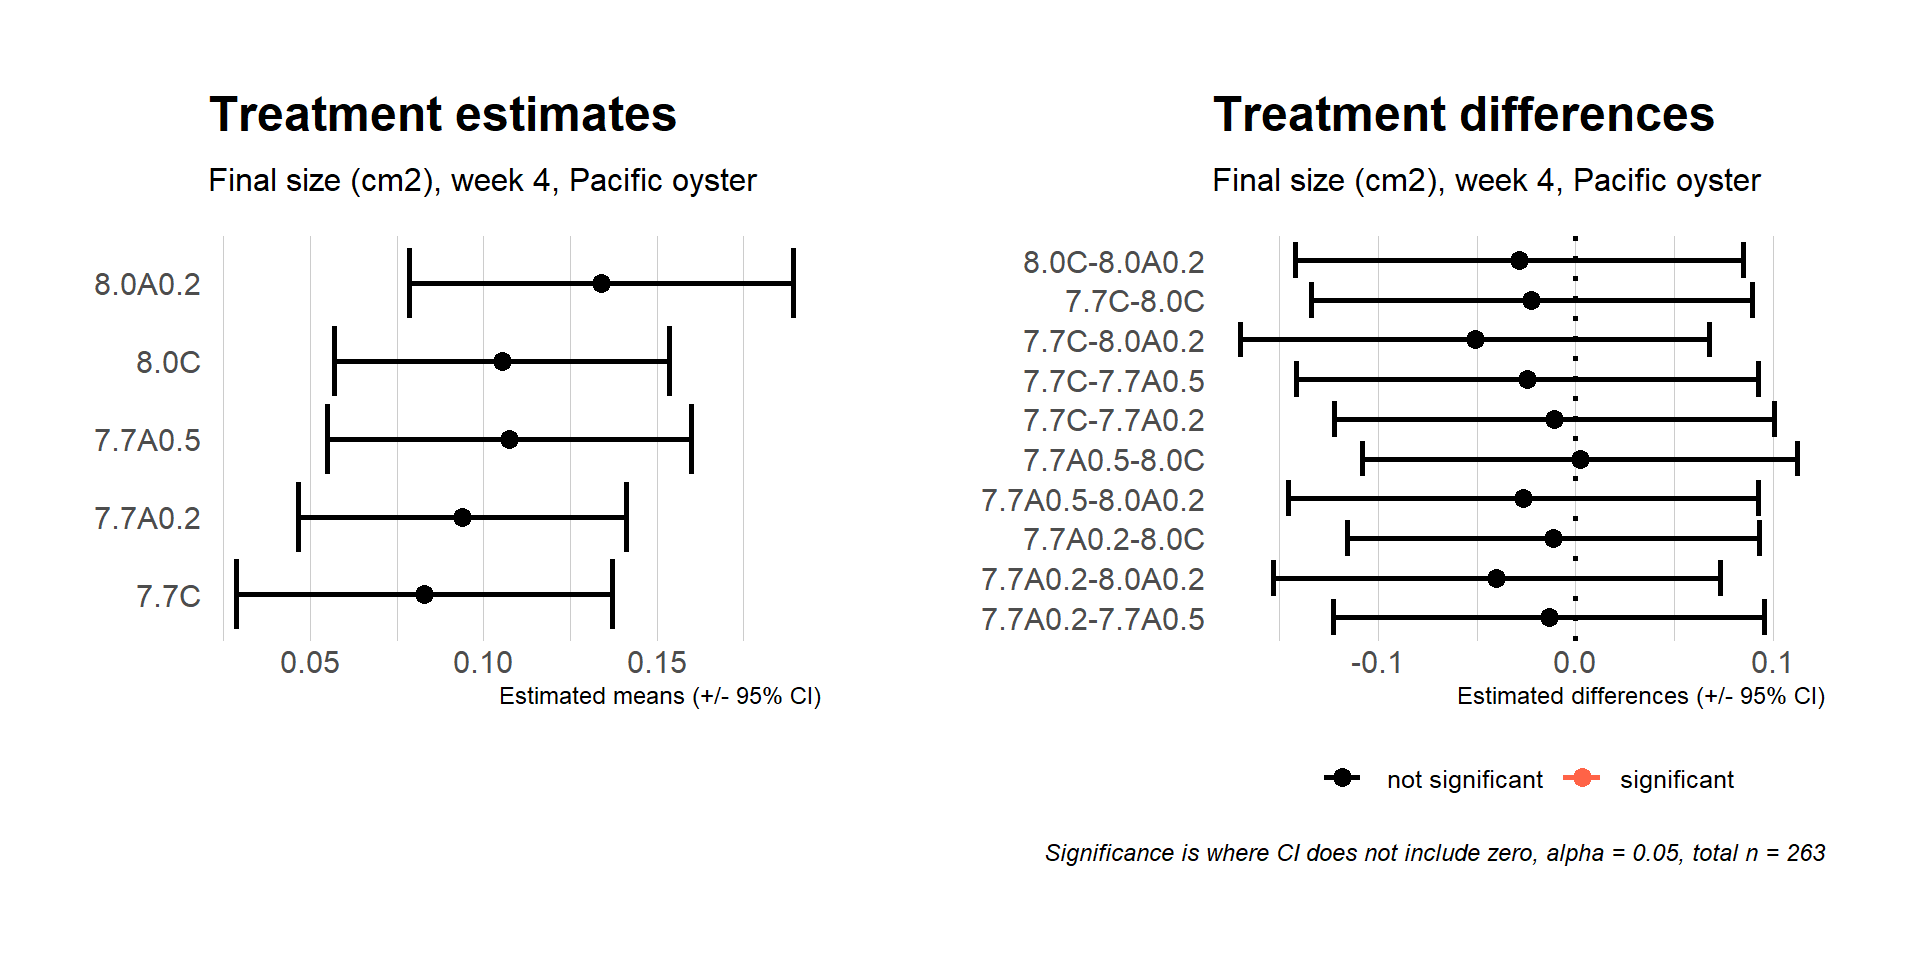 Treatment estimates
Final size (cm2), week 4, Pacific oyster
8.0A0.2
8.0C
7.7A0.5
7.7A0.2
7.7C
0.05 0.10 0.15
Estimated means (+/- 95% CI)
Treatment differences
Final size (cm2), week 4, Pacific oyster
8.0C-8.0A0.2
7.7C-8.0C
7.7C-8.0A0.2
7.7C-7.7A0.5
7.7C-7.7A0.2
7.7A0.5-8.0C
7.7A0.5-8.0A0.2
7.7A0.2-8.0C
7.7A0.2-8.0A0.2
7.7A0.2-7.7A0.5
-0.1 0.0 0.1
Estimated differences (+/- 95% CI)
not significant significant
Significance is where CI does not include zero, alpha = 0.05, total n = 263